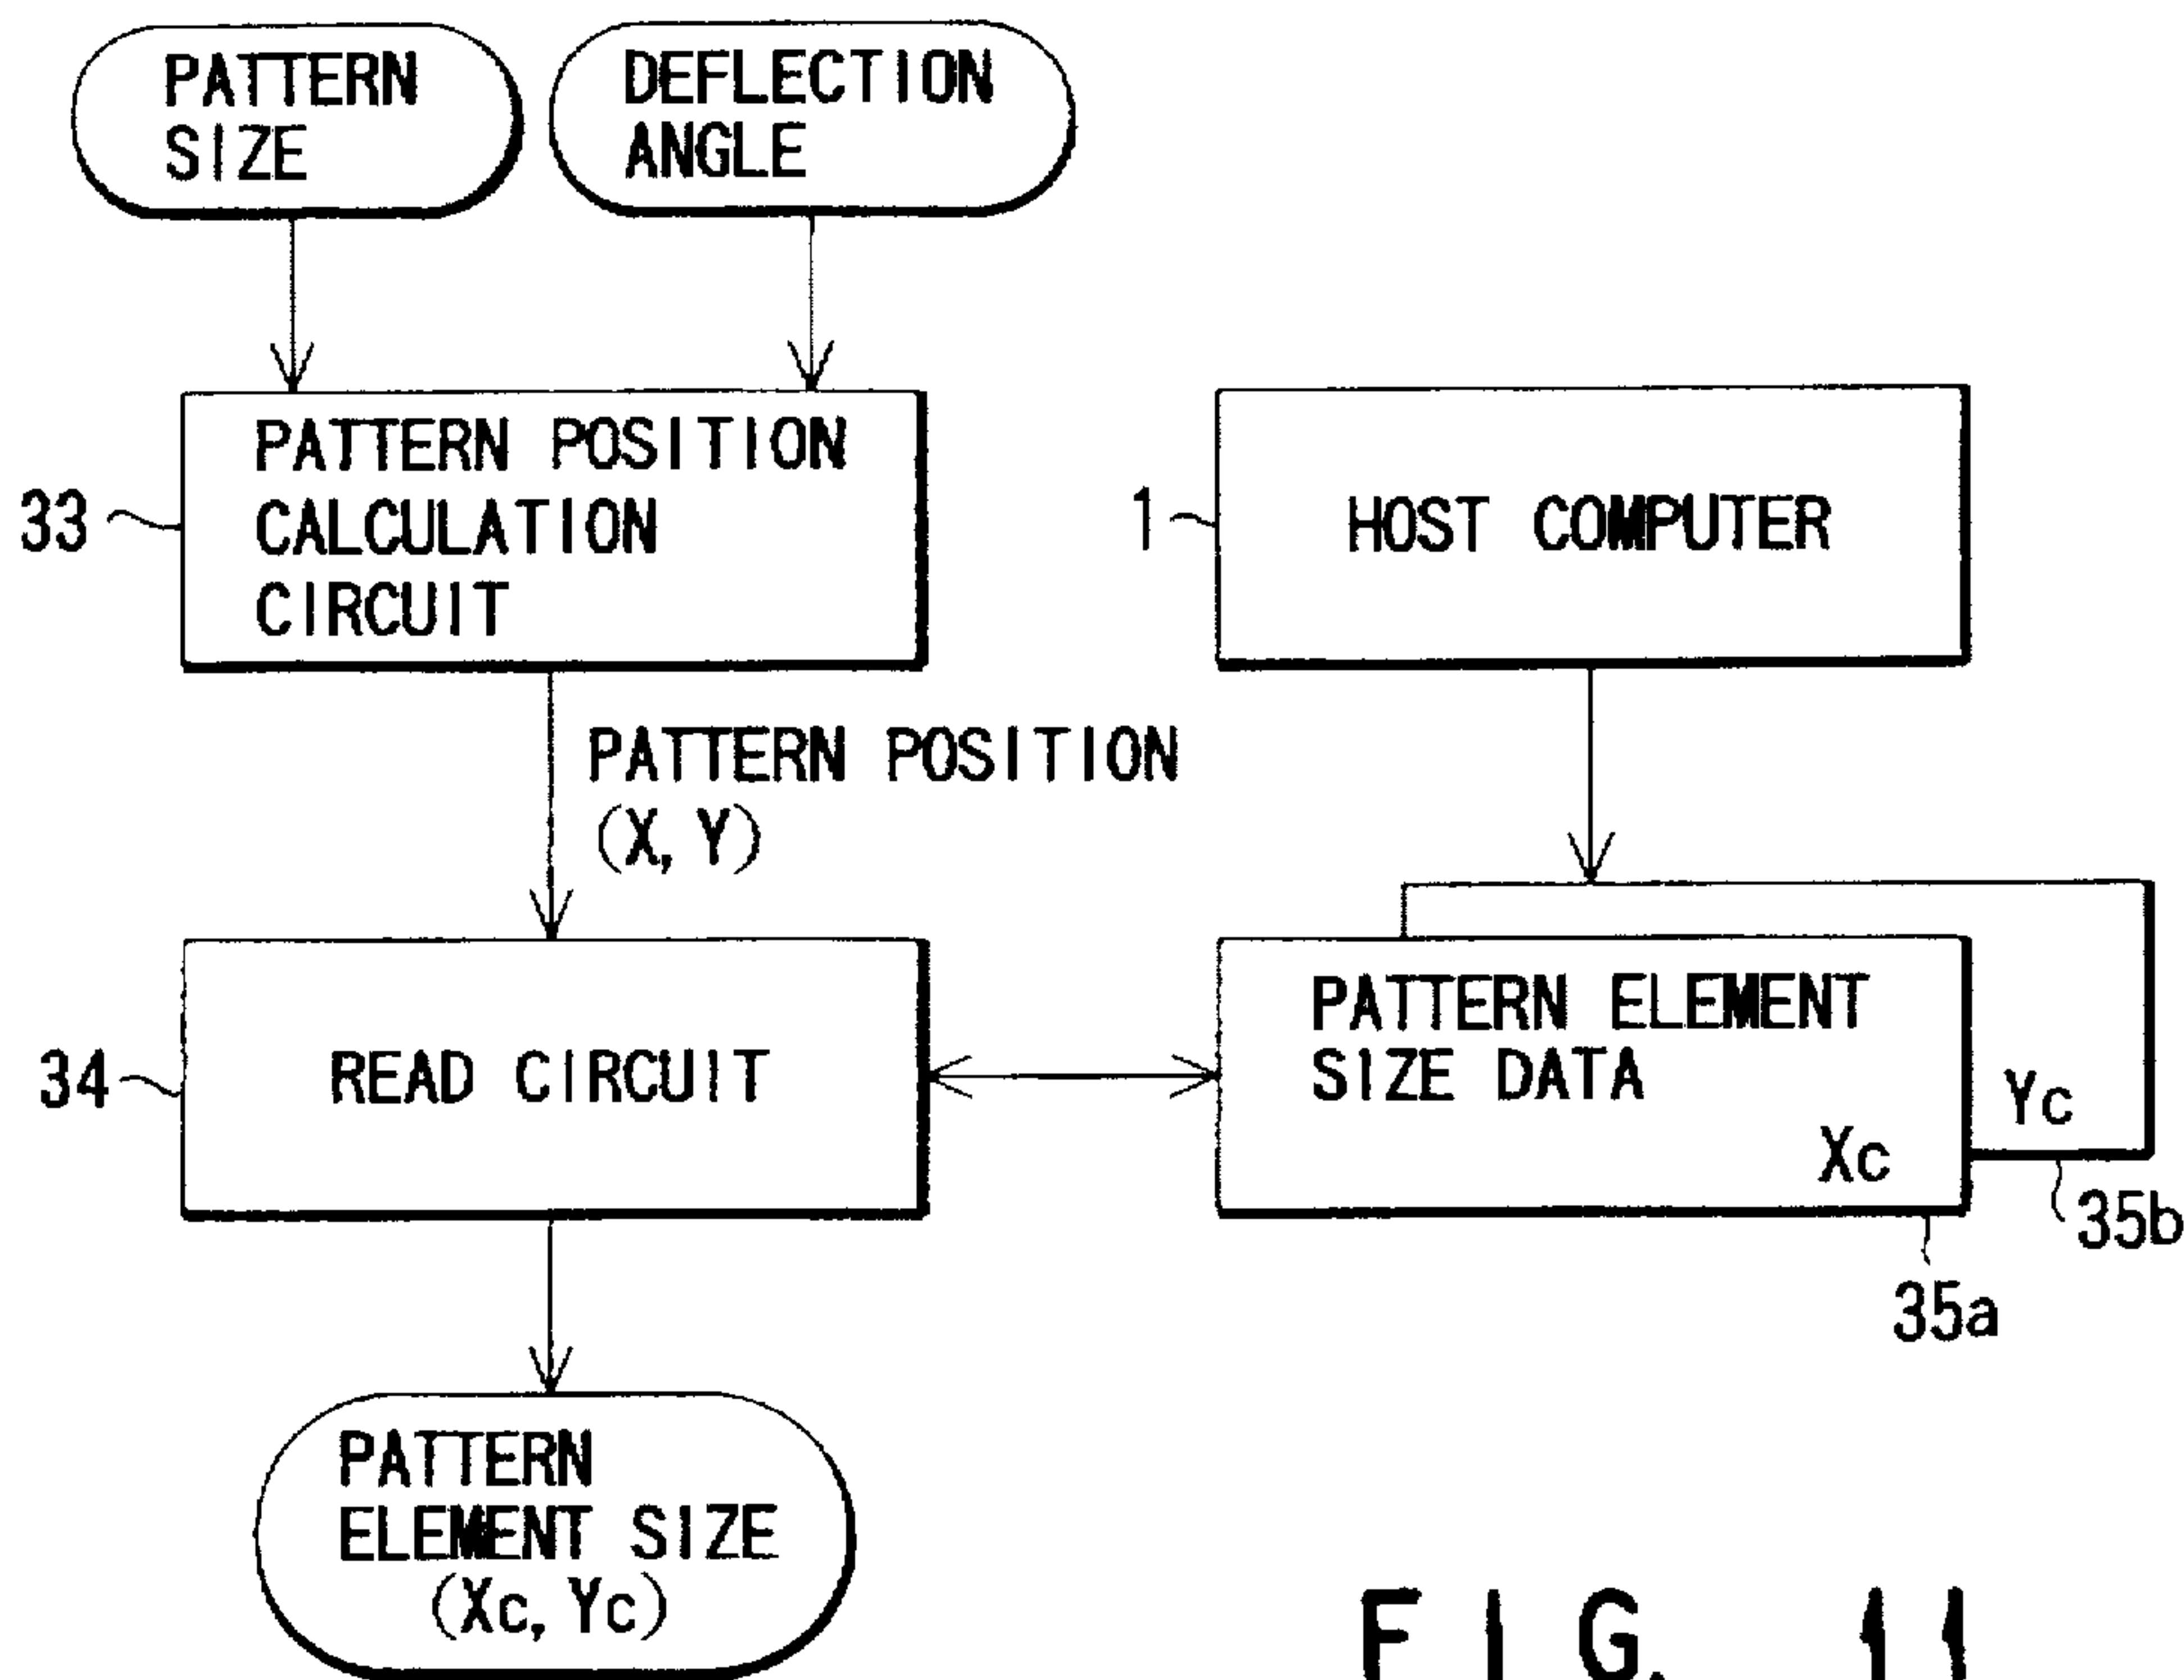 PATTERN
SIZE
DEFLECTION
ANGLE
33
PATTERN POSITION
CALCULATION
CIRCUIT
1
HOST COMPUTER
PATTERN POSITION
(X, Y)
34
READ CIRCUIT
PATTERN ELEMENT
SIZE DATA
Xc
Yc
35b
35a
PATTERN
ELEMENT SIZE
(Xc, Yc)
FIG. 11